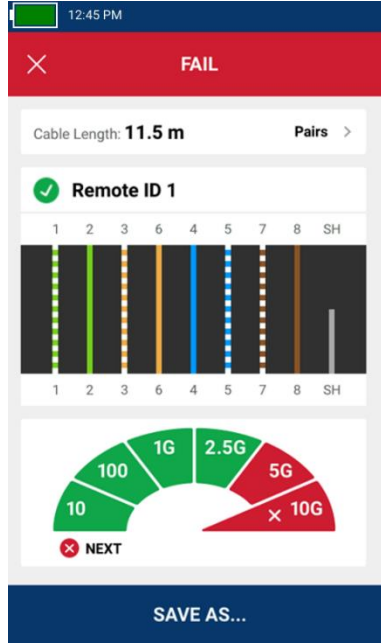 12:45 PM
FAIL
Cable Length: 11.5 m Pairs
Remote ID 1
1 2 3 6 4 5 7 8 SH
1 2 3 6 4 5 7 8 SH
10 100 1G 2.5G 5G 10G
NEXT
SAVE AS...